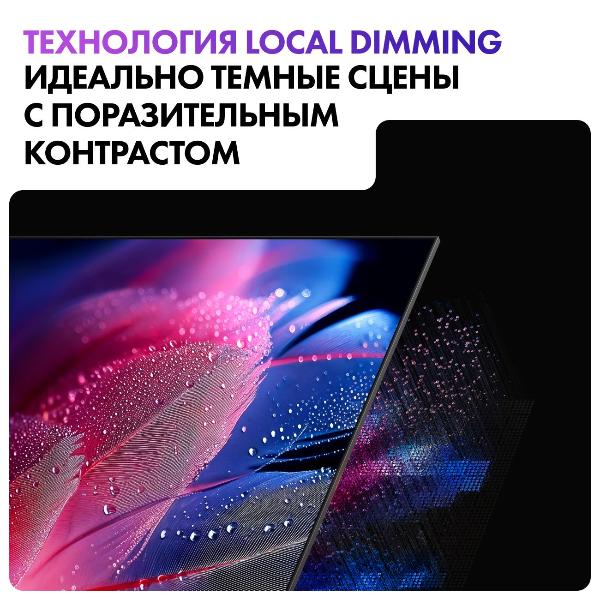 ТЕХНОЛОГИЯ LOCAL DIMMING
ИДЕАЛЬНО ТЕМНЫЕ СЦЕНЫ
С ПОРАЗИТЕЛЬНЫМ
КОНТРАСТОМ